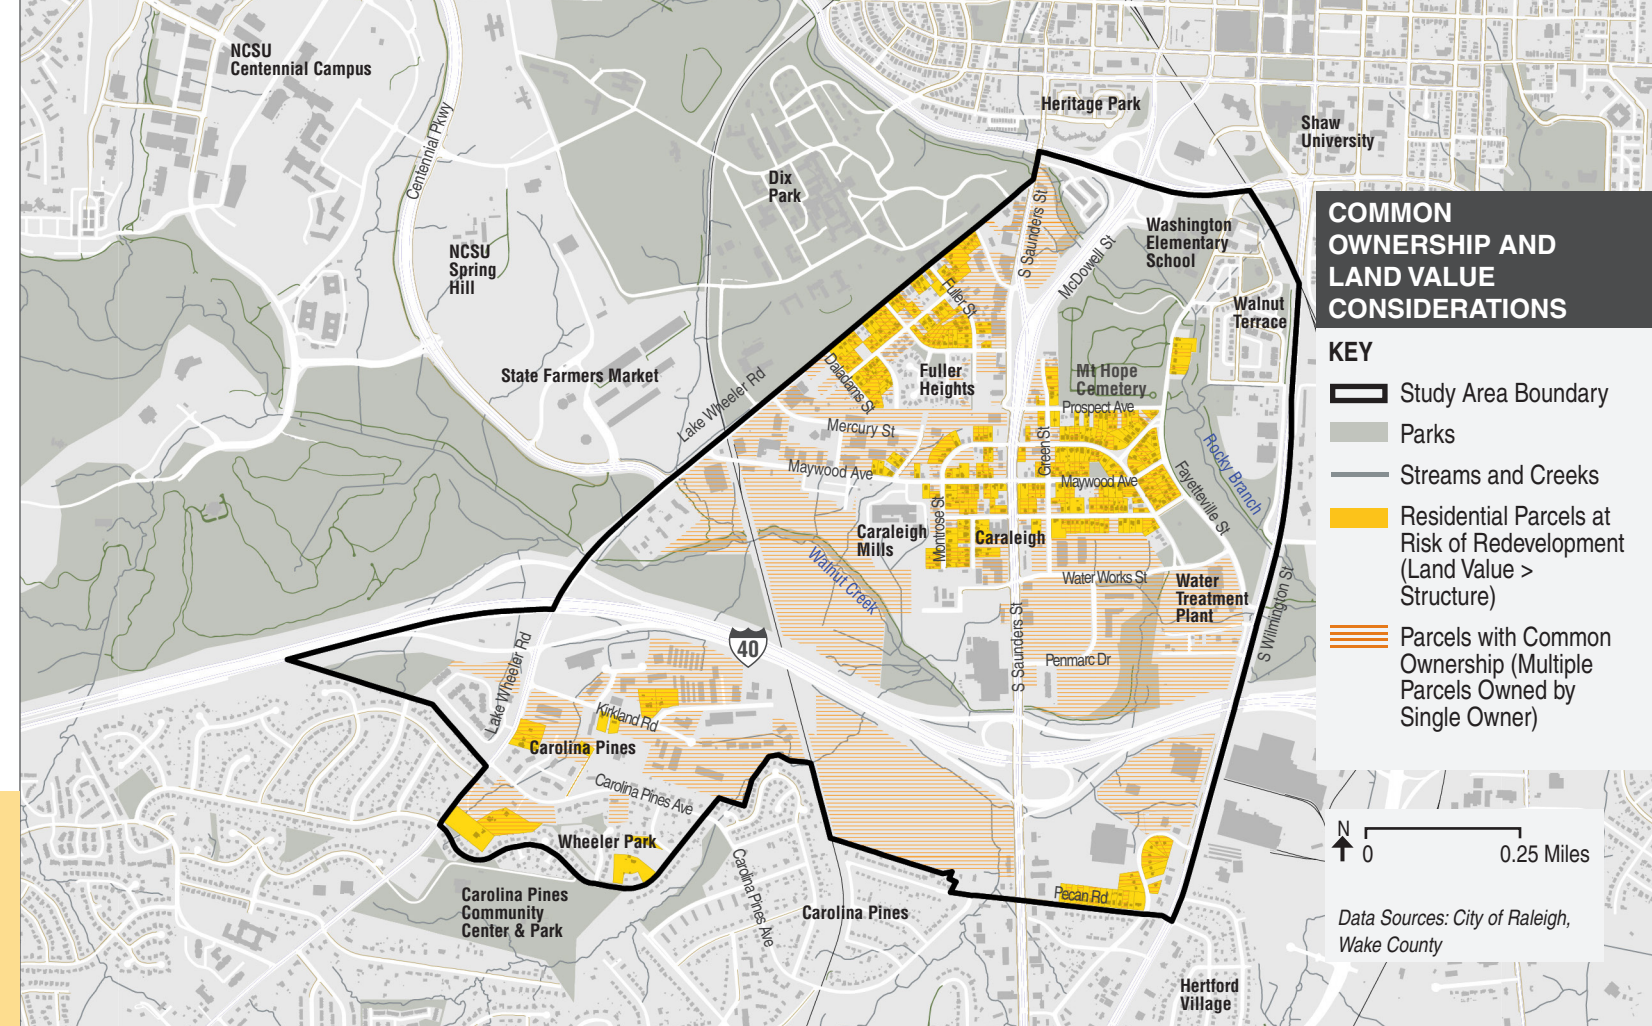 NCSU
Centennial Campus
Centennial Pkwy
Heritage Park
Shaw
University
Dix
Park
NCSU
Spring
Hill
S Saunders St
McDowell St
Washington
Elementary
School
Walnut
Terrace
Fuller St
State Farmers Market
Lake Wheeler Rd
Daladams St
Fuller
Heights
Mt Hope
Cemetery
Prospect Ave
Mercury St
Maywood Ave
Green St
Maywood Ave
Rocky Branch
Fayetteville St
Caraleigh
Mills
Montrose St
Caraleigh
Walnut Creek
Water Works St
Water
Treatment
Plant
S Wilmington St
S Saunders St
Penmarc Dr
40
Lake Wheeler Rd
Kirkland Rd
Carolina Pines
Carolina Pines Ave
Wheeler Park
Carolina Pines
Community
Center & Park
Carolina Pines Ave
Carolina Pines
Pecan Rd
Hertford
Village
COMMON
OWNERSHIP AND
LAND VALUE
CONSIDERATIONS
KEY
Study Area Boundary
Parks
Streams and Creeks
Residential Parcels at
Risk of Redevelopment
(Land Value >
Structure)
Parcels with Common
Ownership (Multiple
Parcels Owned by
Single Owner)
N
0 0.25 Miles
Data Sources: City of Raleigh,
Wake County